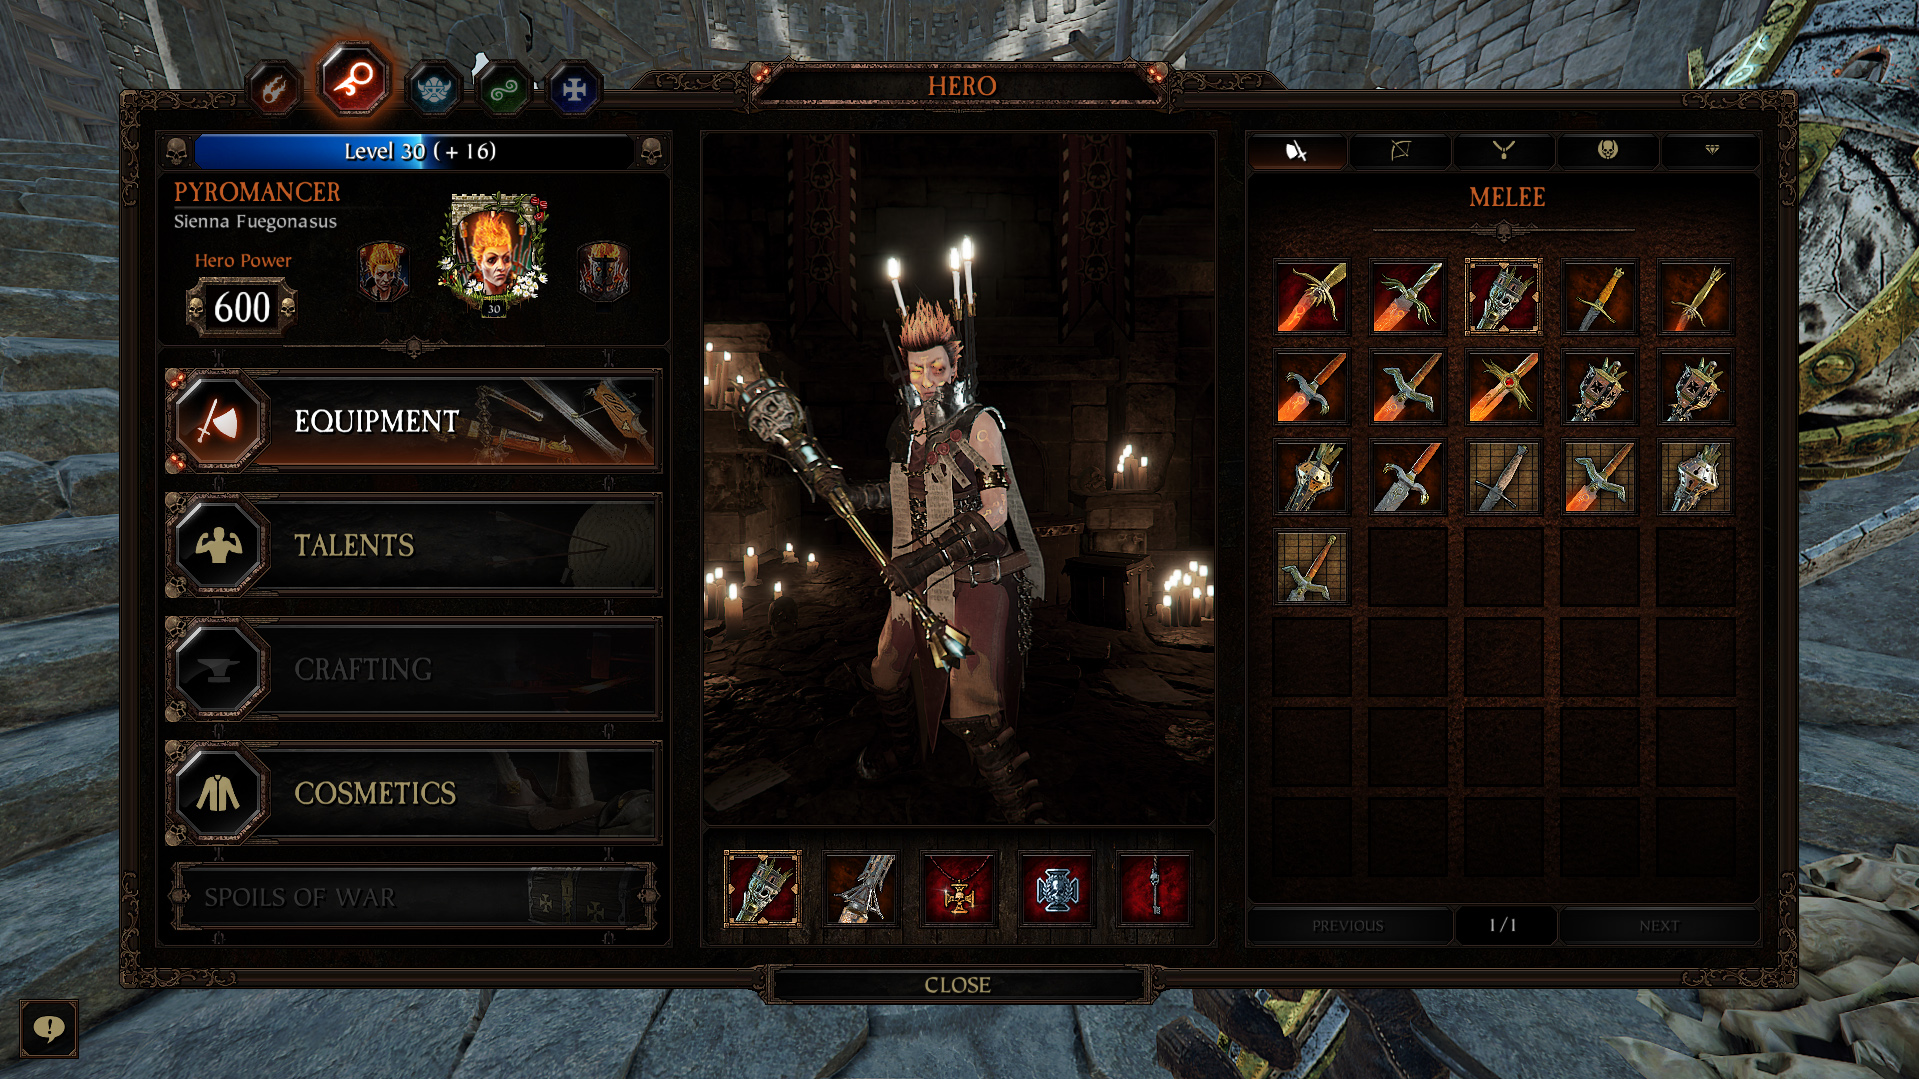 HERO
Level 30 ( + 16)
PYROMANCER
Sienna Fuegonasus
Hero Power
600
30
EQUIPMENT
TALENTS
CRAFTING
COSMETICS
SPOILS OF WAR
MELEE
PREVIOUS
1/1
NEXT
CLOSE